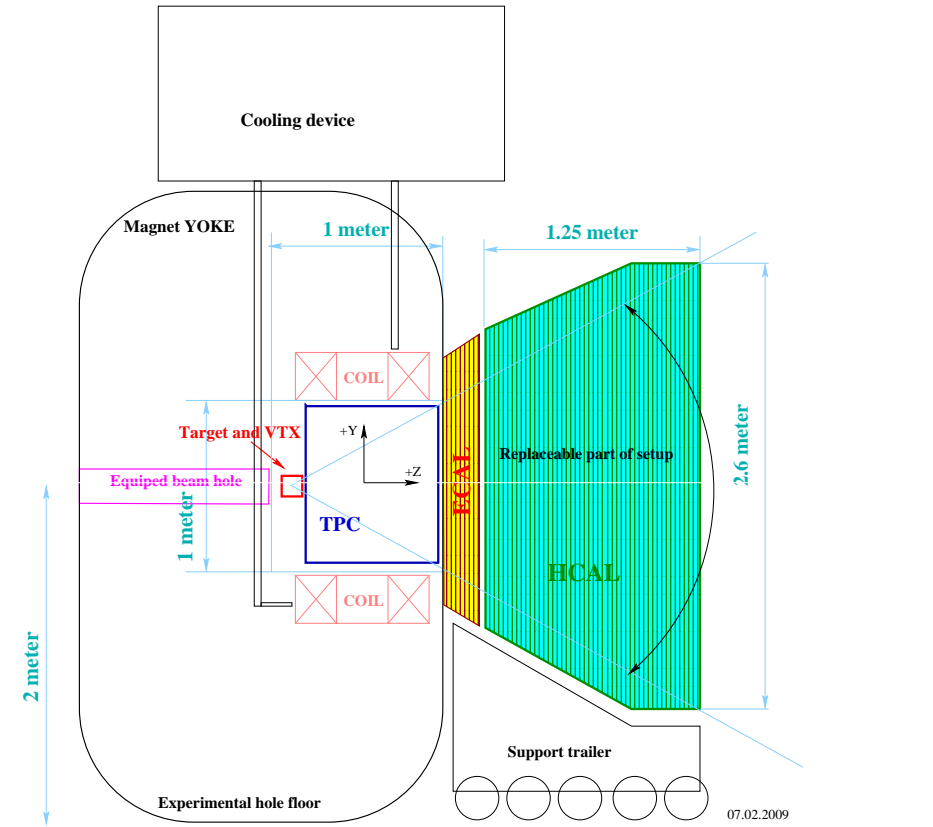 Cooling device
Magnet YOKE
1 meter
1.25 meter
COIL
Target and VTX
+Y
+Z
Replaceable part of setup
2.6 meter
ECAL
Equiped beam hole
1 meter
TPC
HCAL
COIL
2 meter
Support trailer
Experimental hole floor
07.02.2009